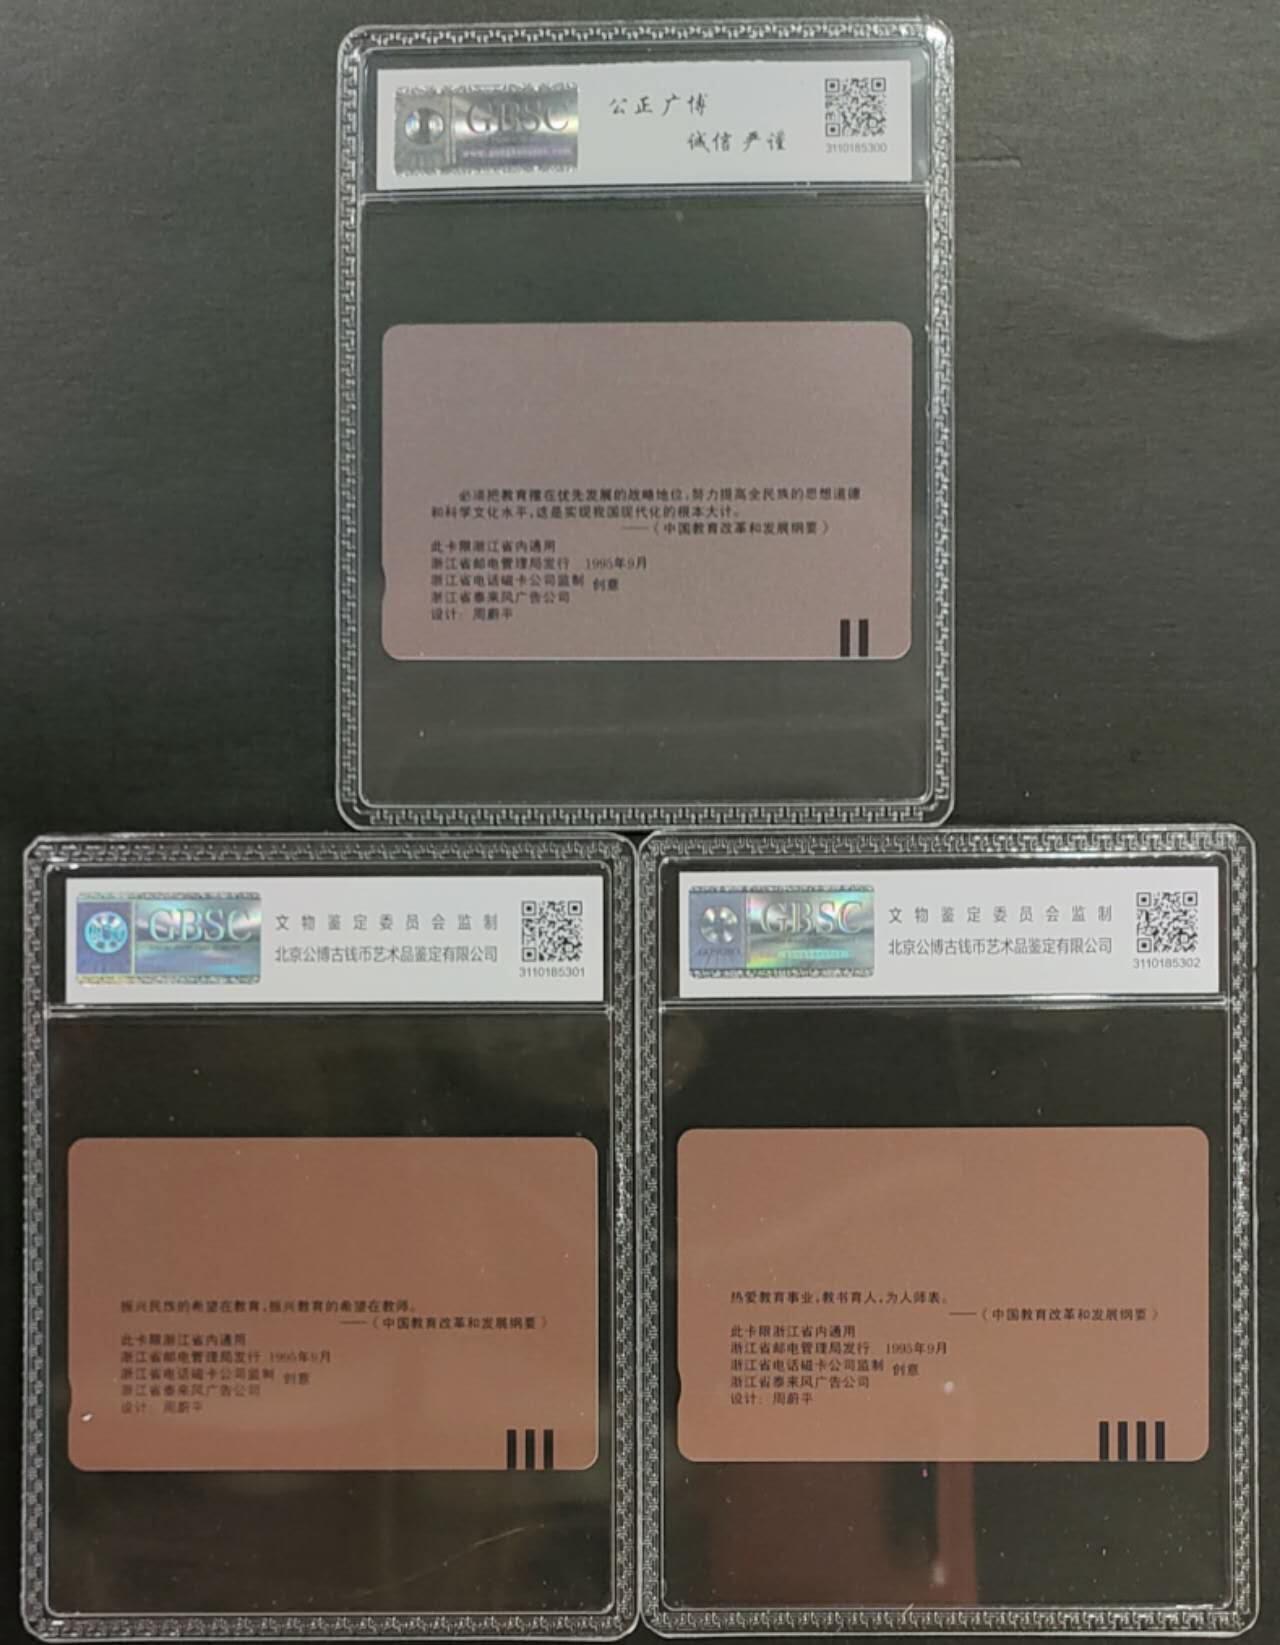 GBSC
公正广博
诚信严谨
3110185300
必须把教育摆在优先发展的战略地位,努力提高全民族的思想道德
和科学文化水平,这是实现我国现代化的根本大计。
——《中国教育改革和发展纲要》
此卡限浙江省内通用
浙江省邮电管理局发行 1995年9月
浙江省电话磁卡公司监制 创意
浙江省泰来风广告公司
设计: 周蔚平
GBSC
文物鉴定委员会监制
北京公博古钱币艺术品鉴定有限公司
3110185301
振兴民族的希望在教育,振兴教育的希望在教师。
——《中国教育改革和发展纲要》
此卡限浙江省内通用
浙江省邮电管理局发行 1995年9月
浙江省电话磁卡公司监制 创意
浙江省泰来风广告公司
设计: 周蔚平
GBSC
文物鉴定委员会监制
北京公博古钱币艺术品鉴定有限公司
3110185302
热爱教育事业,教书育人,为人师表。
——《中国教育改革和发展纲要》
此卡限浙江省内通用
浙江省邮电管理局发行 1995年9月
浙江省电话磁卡公司监制 创意
浙江省泰来风广告公司
设计: 周蔚平